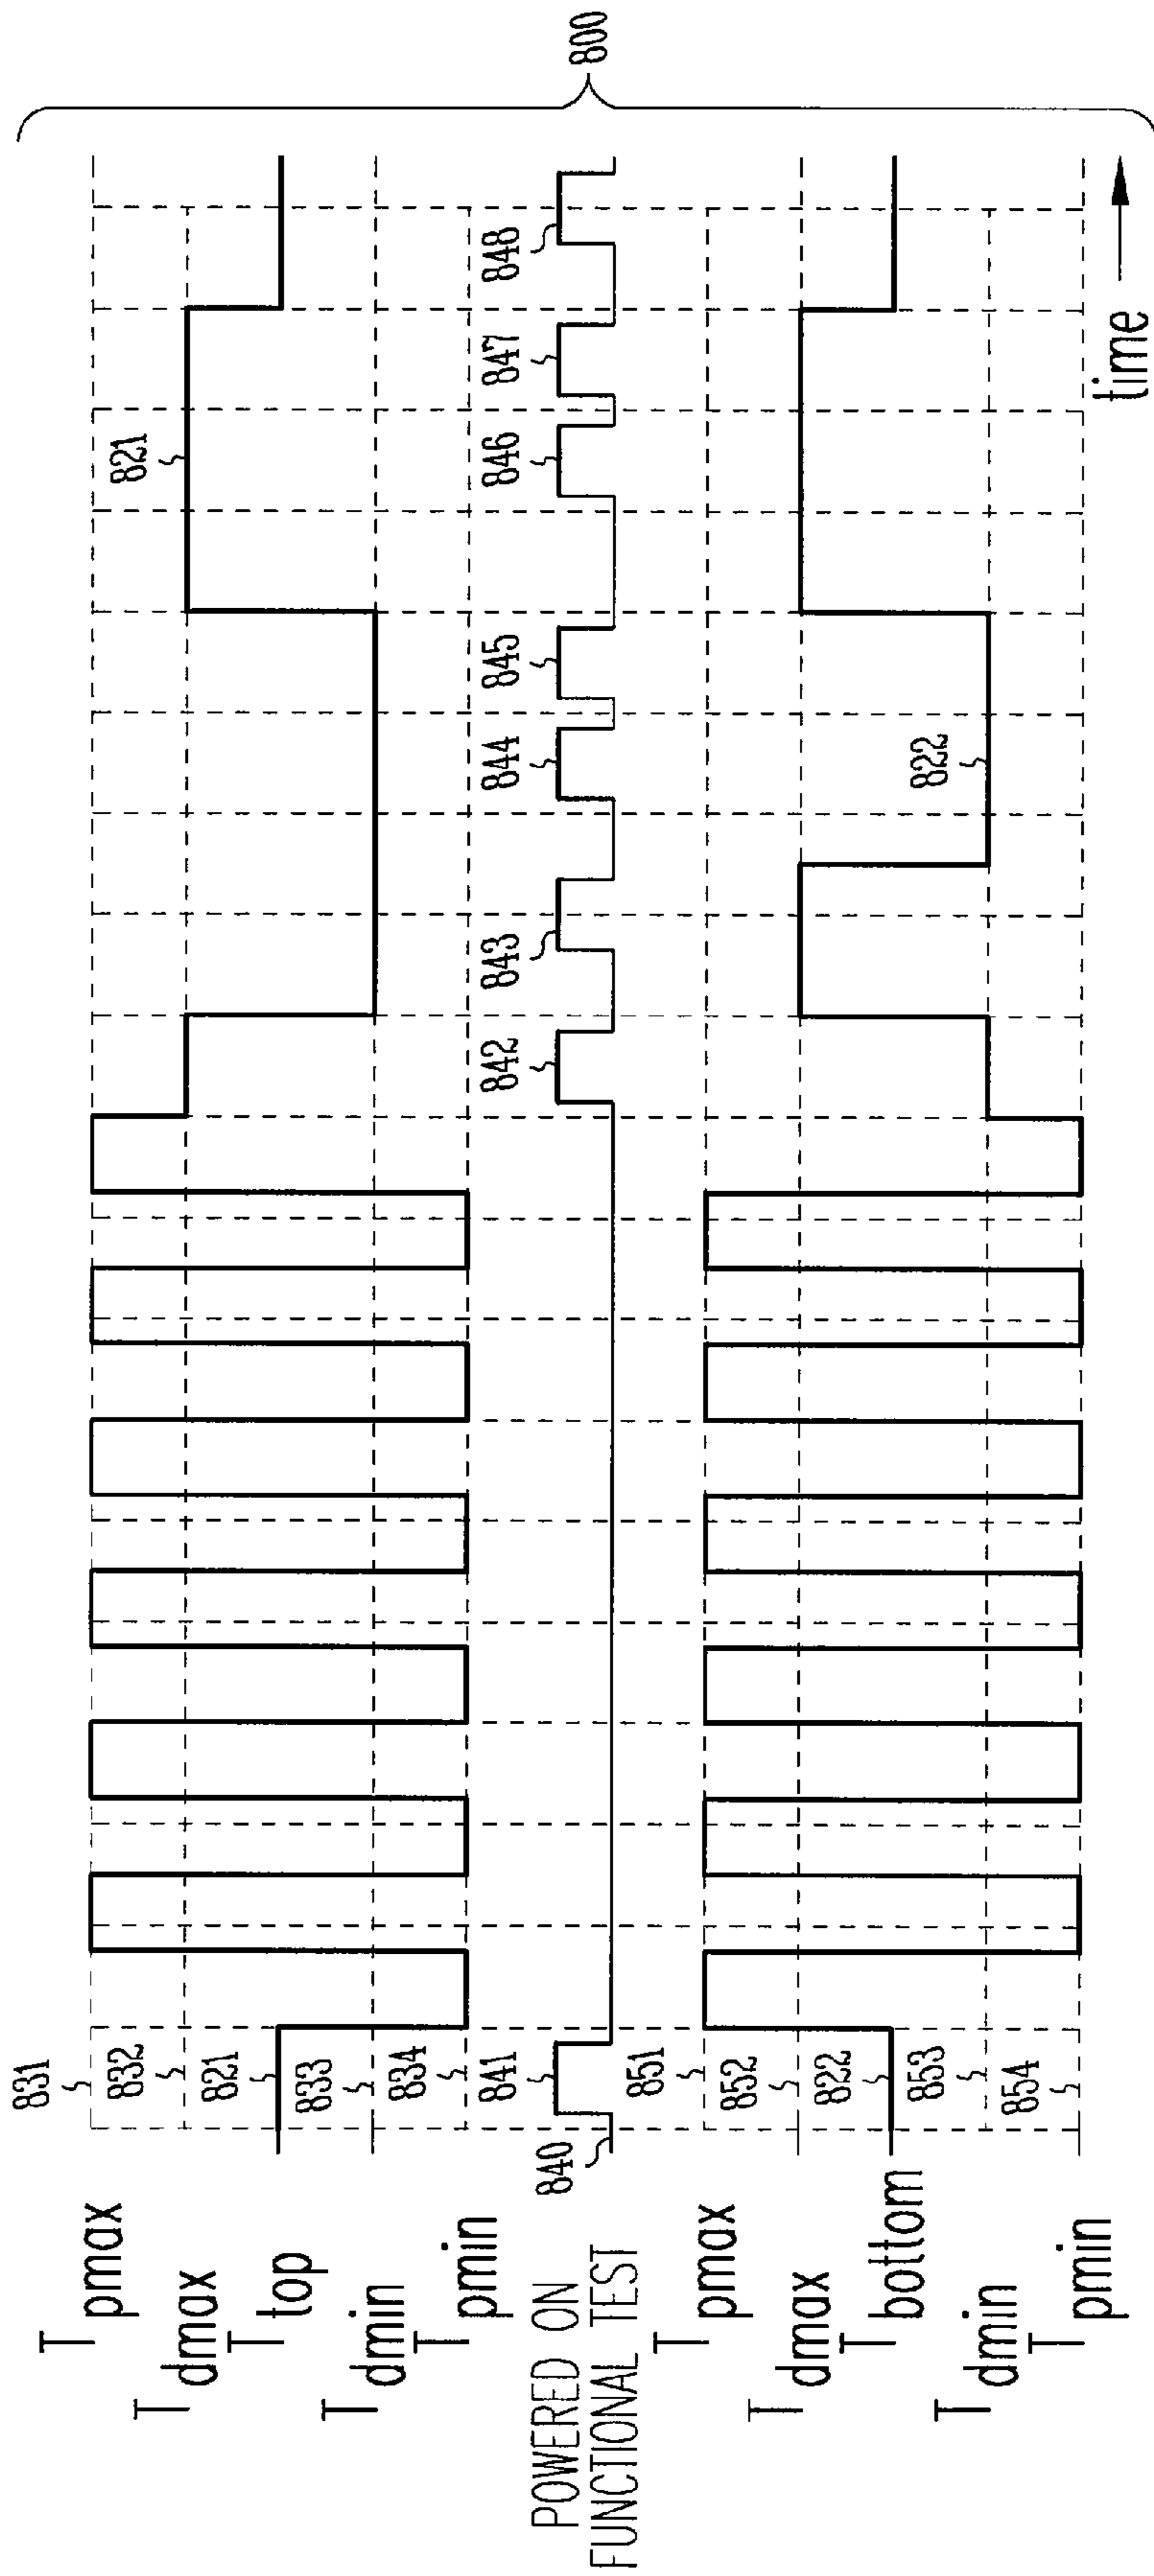 T pmax
T dmax
T top
T dmin
T pmin
POWERED ON
FUNCTIONAL TEST
T pmax
T dmax
T bottom
T dmin
T pmin
831
832
821
833
834
840
841
851
852
822
853
854
821
842
843
844
845
846
847
848
822
time
800